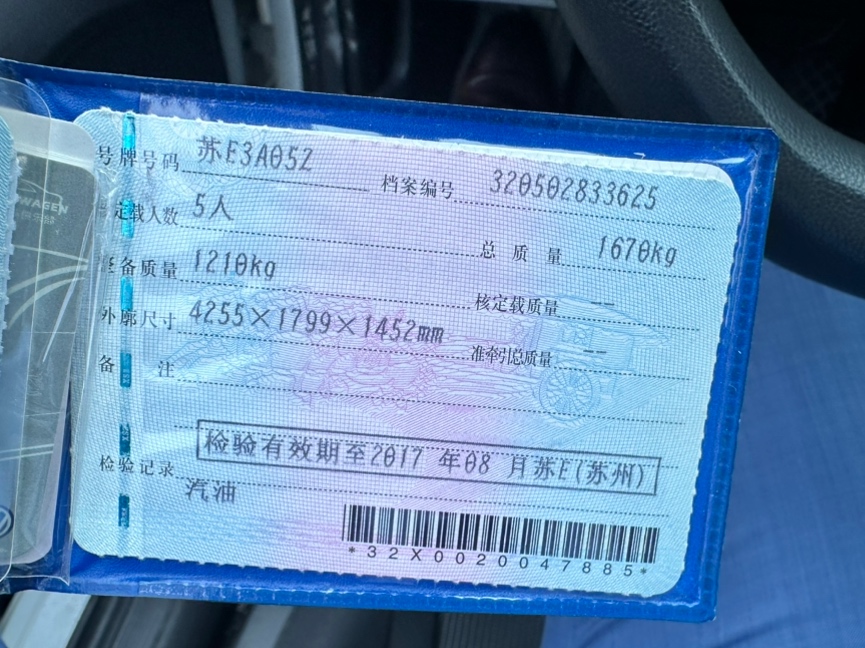 号牌号码 苏E3A05Z 档案编号 320502833625
定载人数 5人 总质量 1670kg
备质量 1210kg 核定载质量 --
外廓尺寸 4255×1799×1452mm 准牵引总质量 --
备注
检验有效期至2017 年08 月苏E(苏州)
检验记录
汽油
*32X0020047885*